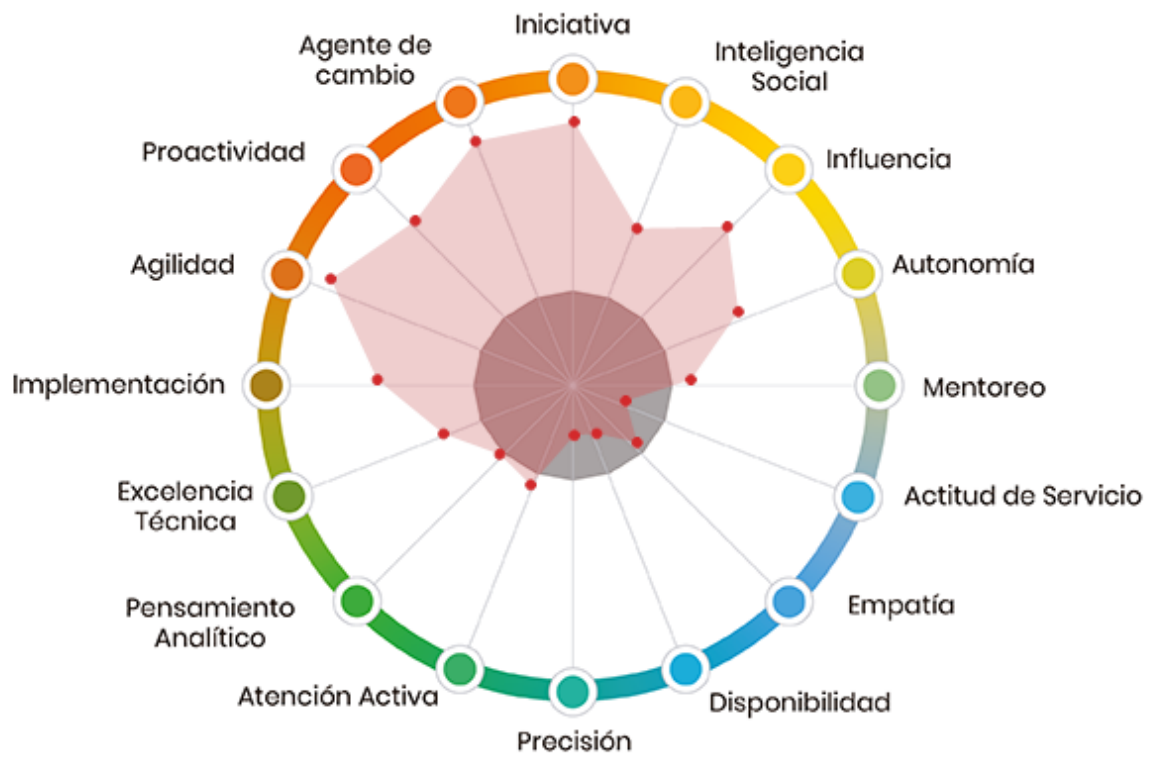 Iniciativa
Inteligencia
Social
Influencia
Autonomía
Mentoreo
Actitud de Servicio
Empatía
Disponibilidad
Precisión
Atención Activa
Pensamiento
Analítico
Excelencia
Técnica
Implementación
Agilidad
Proactividad
Agente de
cambio